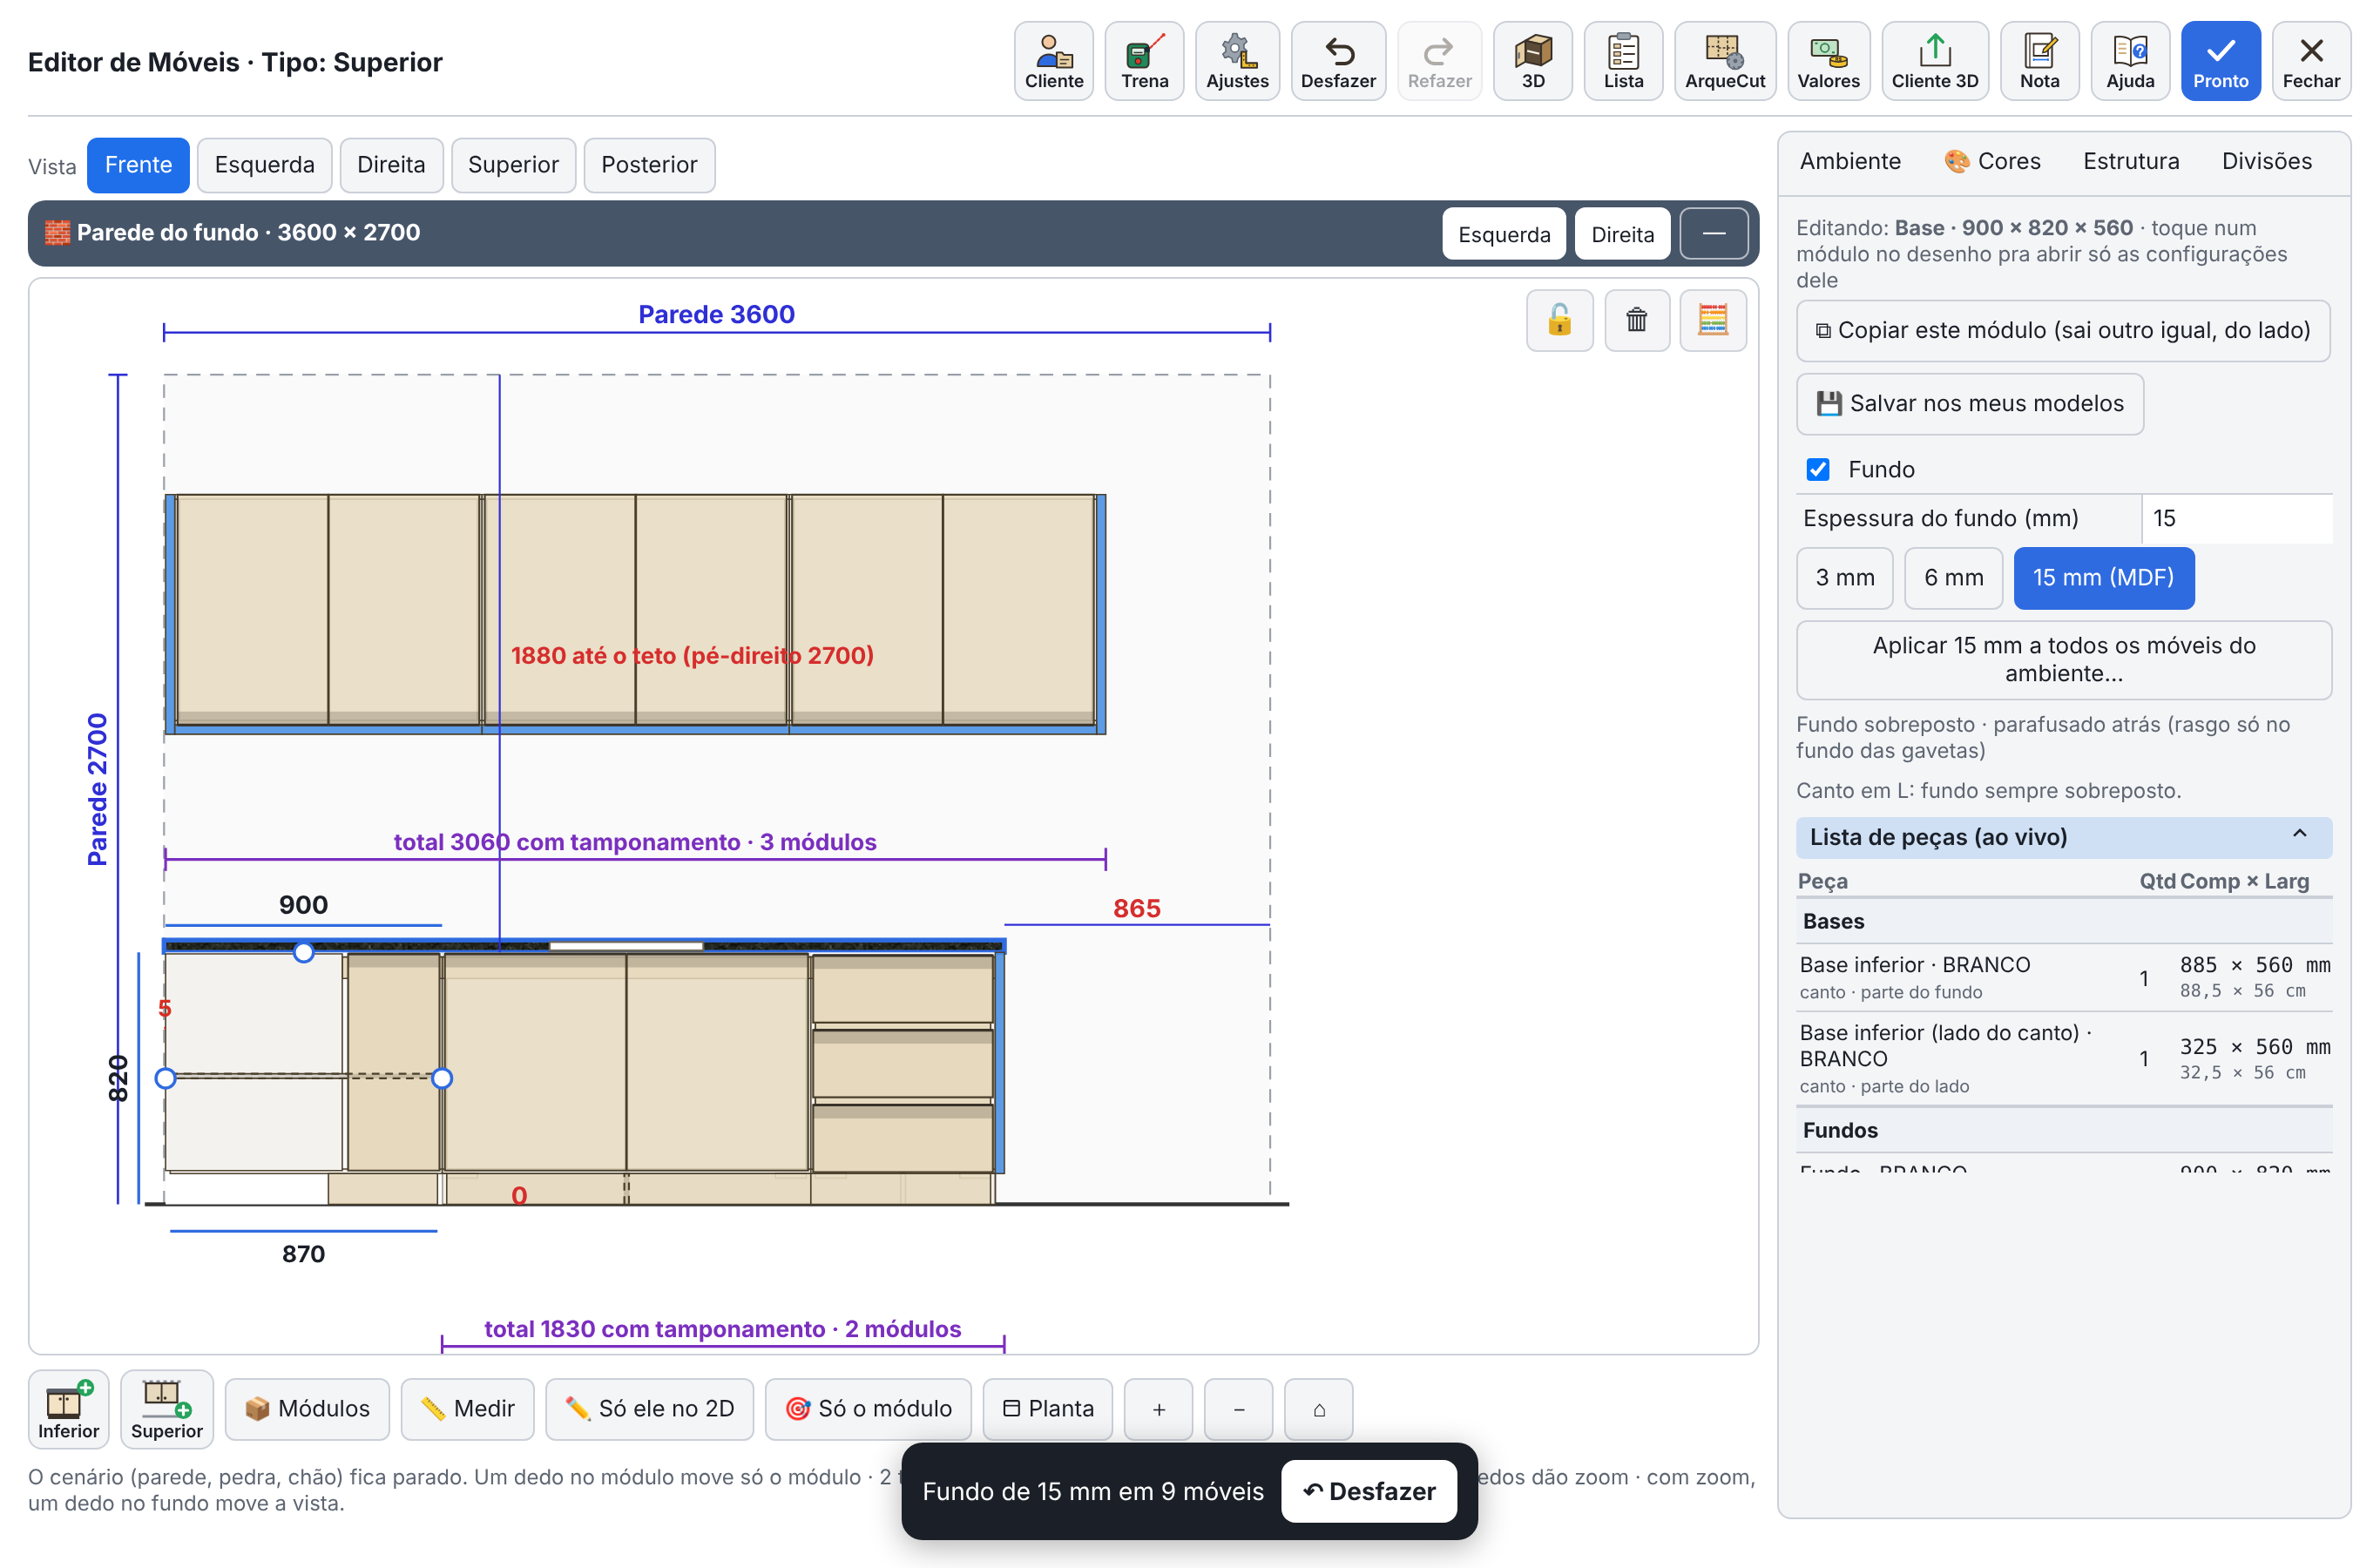 Editor de Móveis · Tipo: Superior
Cliente
Trena
Ajustes
Desfazer
Refazer
3D
Lista
ArqueCut
Valores
Cliente 3D
Nota
Ajuda
Pronto
Fechar
Vista
Frente
Esquerda
Direita
Superior
Posterior
Parede do fundo · 3600 × 2700
Esquerda
Direita
—
Parede 3600
Parede 2700
1880 até o teto (pé-direito 2700)
total 3060 com tamponamento · 3 módulos
900
865
5
820
0
870
total 1830 com tamponamento · 2 módulos
Inferior
Superior
Módulos
Medir
Só ele no 2D
Só o módulo
Planta
+
−
⌂
O cenário (parede, pedra, chão) fica parado. Um dedo no módulo move só o módulo · 2 edos dão zoom · com zoom,
um dedo no fundo move a vista.
Fundo de 15 mm em 9 móveis
↶ Desfazer
Ambiente
Cores
Estrutura
Divisões
Editando: Base · 900 × 820 × 560 · toque num
módulo no desenho pra abrir só as configurações
dele
⧉ Copiar este módulo (sai outro igual, do lado)
Salvar nos meus modelos
Fundo
Espessura do fundo (mm)
15
3 mm
6 mm
15 mm (MDF)
Aplicar 15 mm a todos os móveis do
ambiente...
Fundo sobreposto · parafusado atrás (rasgo só no
fundo das gavetas)
Canto em L: fundo sempre sobreposto.
Lista de peças (ao vivo)
Peça Qtd Comp × Larg
Bases
Base inferior · BRANCO
canto · parte do fundo
1
885 × 560 mm
88,5 × 56 cm
Base inferior (lado do canto) ·
BRANCO
canto · parte do lado
1
325 × 560 mm
32,5 × 56 cm
Fundos
Fundo · BRANCO
900 × 820 mm